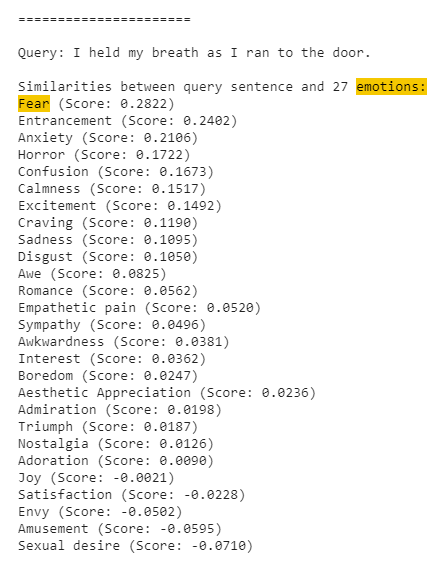 ======================
Query: I held my breath as I ran to the door.
Similarities between query sentence and 27 emotions:
Fear (Score: 0.2822)
Entrancement (Score: 0.2402)
Anxiety (Score: 0.2106)
Horror (Score: 0.1722)
Confusion (Score: 0.1673)
Calmness (Score: 0.1517)
Excitement (Score: 0.1492)
Craving (Score: 0.1190)
Sadness (Score: 0.1095)
Disgust (Score: 0.1050)
Awe (Score: 0.0825)
Romance (Score: 0.0562)
Empathetic pain (Score: 0.0520)
Sympathy (Score: 0.0496)
Awkwardness (Score: 0.0381)
Interest (Score: 0.0362)
Boredom (Score: 0.0247)
Aesthetic Appreciation (Score: 0.0236)
Admiration (Score: 0.0198)
Triumph (Score: 0.0187)
Nostalgia (Score: 0.0126)
Adoration (Score: 0.0090)
Joy (Score: -0.0021)
Satisfaction (Score: -0.0228)
Envy (Score: -0.0502)
Amusement (Score: -0.0595)
Sexual desire (Score: -0.0710)